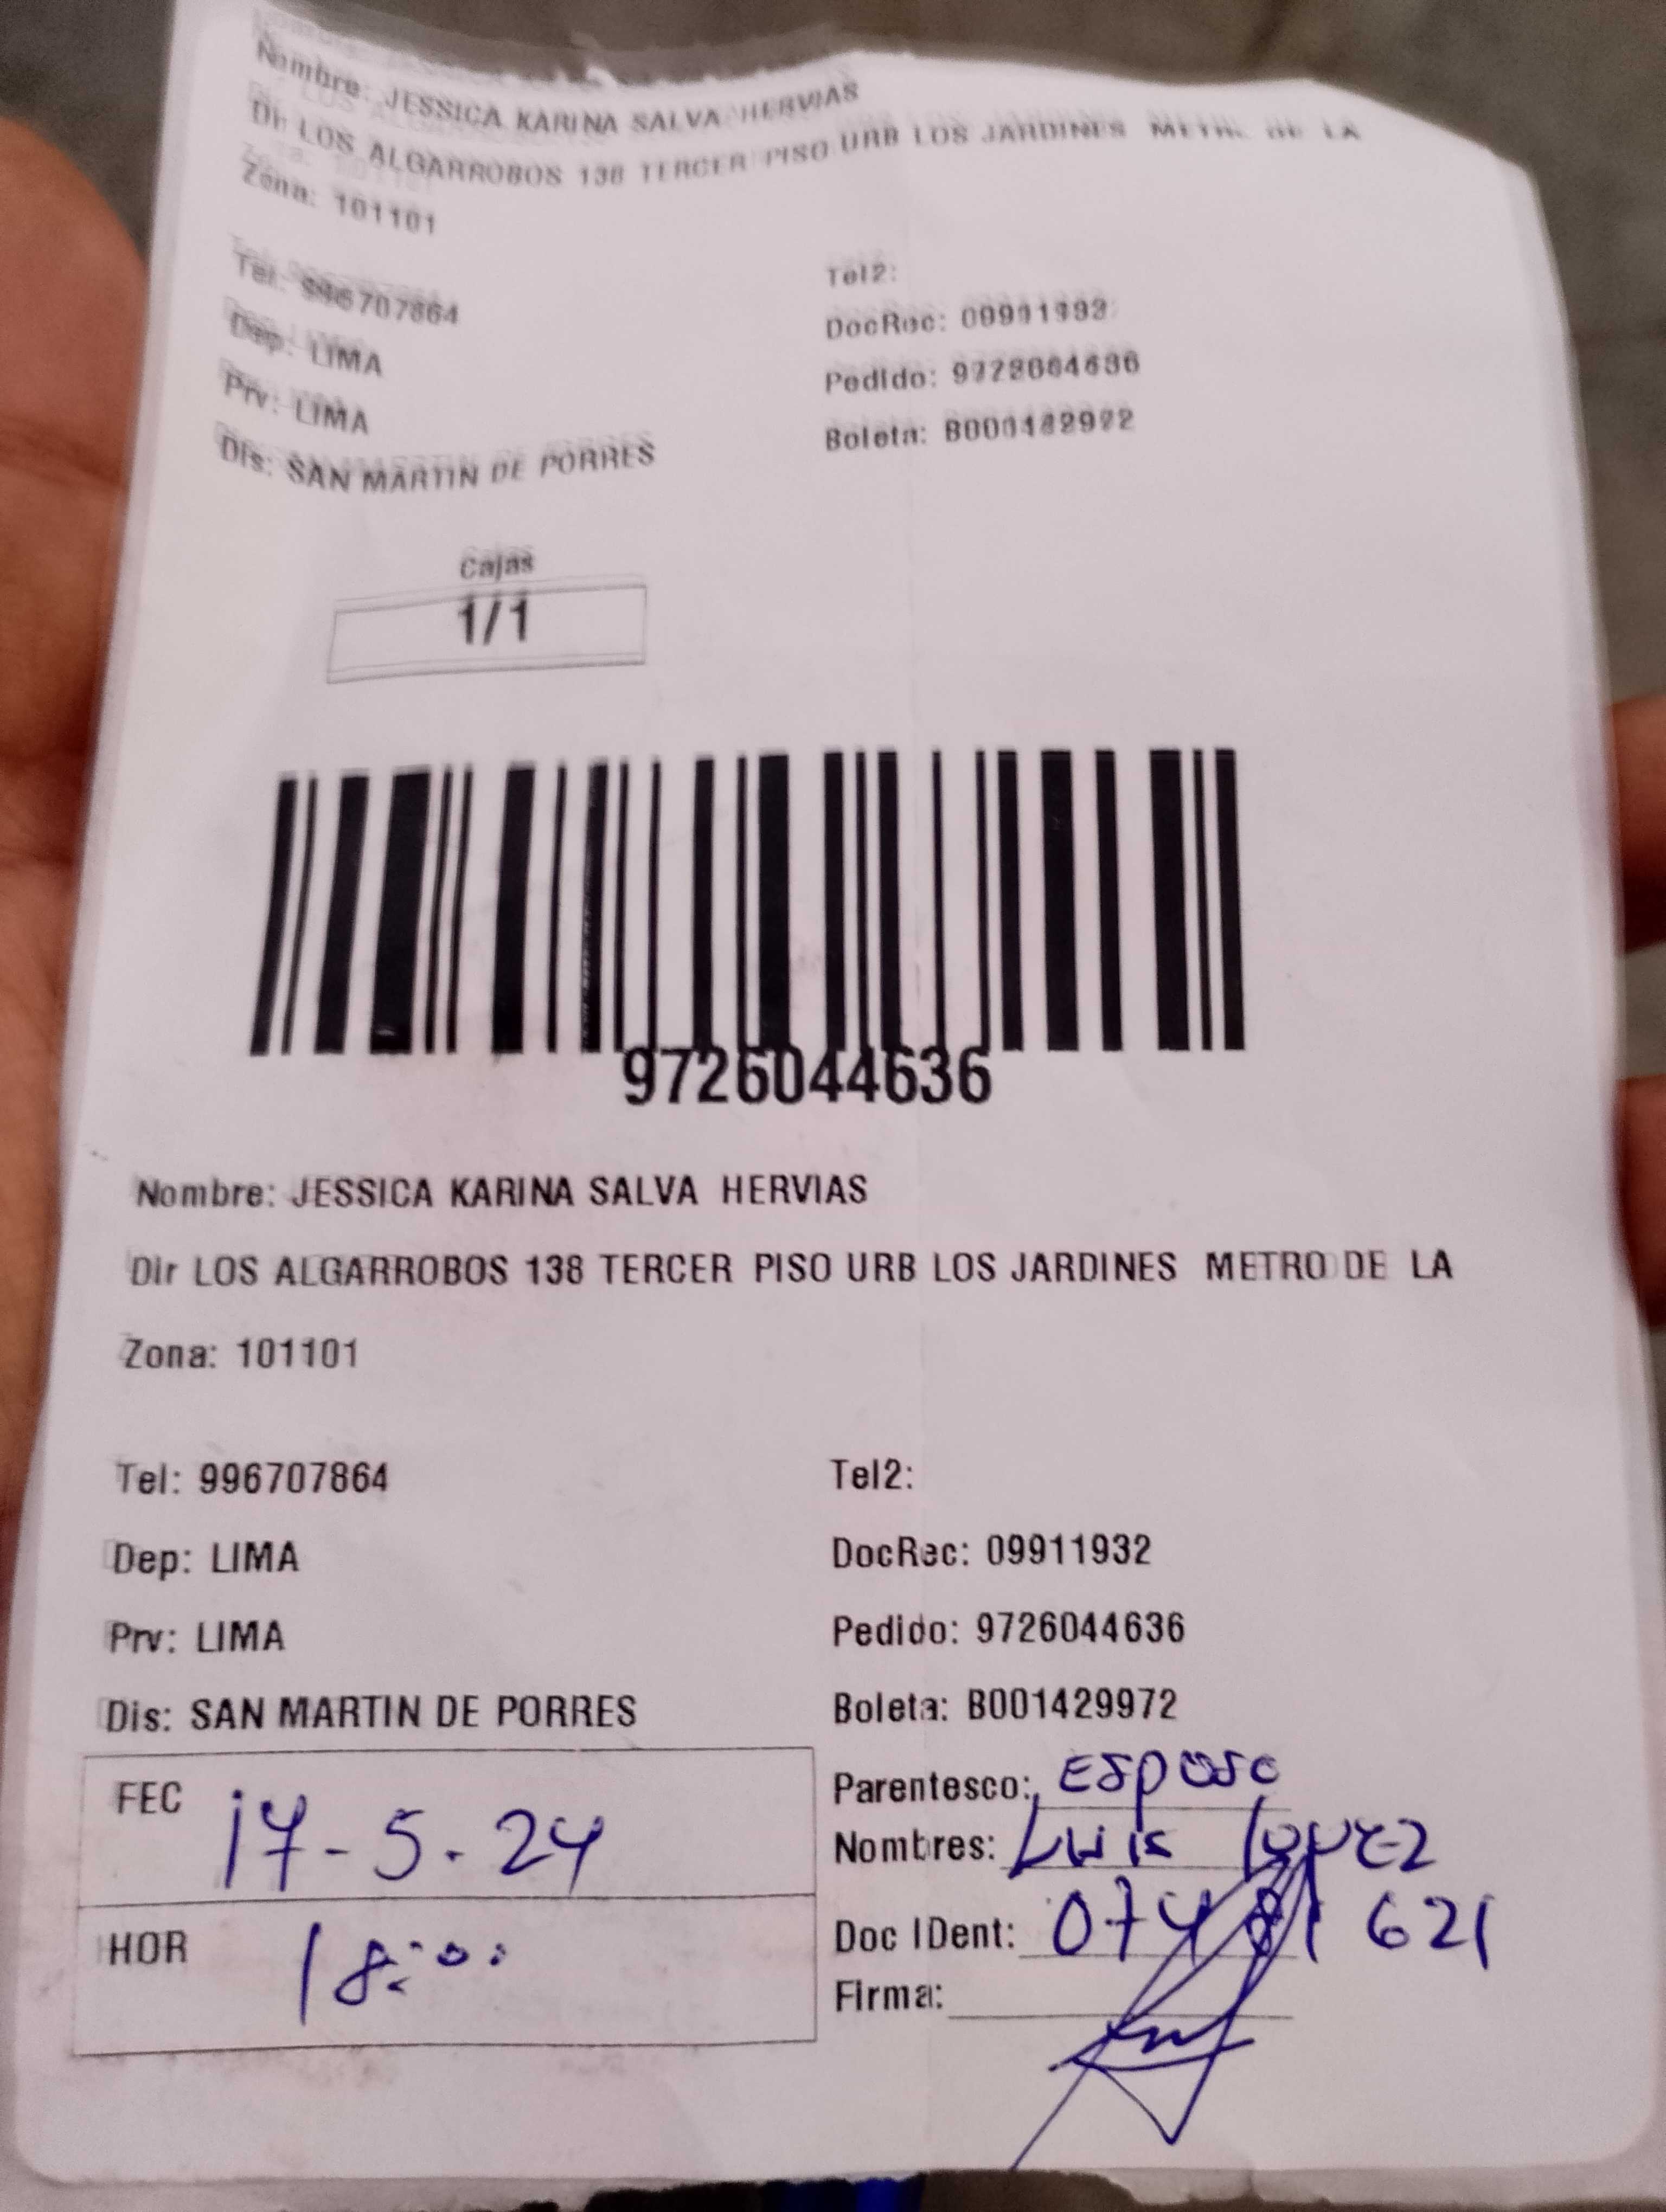 Nombre: JESSICA KARINA SALVA HERVIAS
Dir LOS ALGARROBOS 138 TERCER PISO URB LOS JARDINES METRO DE LA
Zona: 101101
Tel: 996707864 Tel2:
Dep: LIMA DocRec:
Prv: LIMA Pedido:
Dis: SAN MARTIN DE PORRES Boleta:
Cajas
1/1
9726044636
Nombre: JESSICA KARINA SALVA HERVIAS
Dir LOS ALGARROBOS 138 TERCER PISO URB LOS JARDINES METRO DE LA
Zona: 101101
Tel: 996707864 Tel2:
Dep: LIMA DocRec: 09911932
Prv: LIMA Pedido: 9726044636
Dis: SAN MARTIN DE PORRES Boleta: B001429972
FEC 17-5.24 Parentesco: Esposo
Nombres: Luis Lopez
HOR 18:00 Doc IDent: 07481621
Firma: